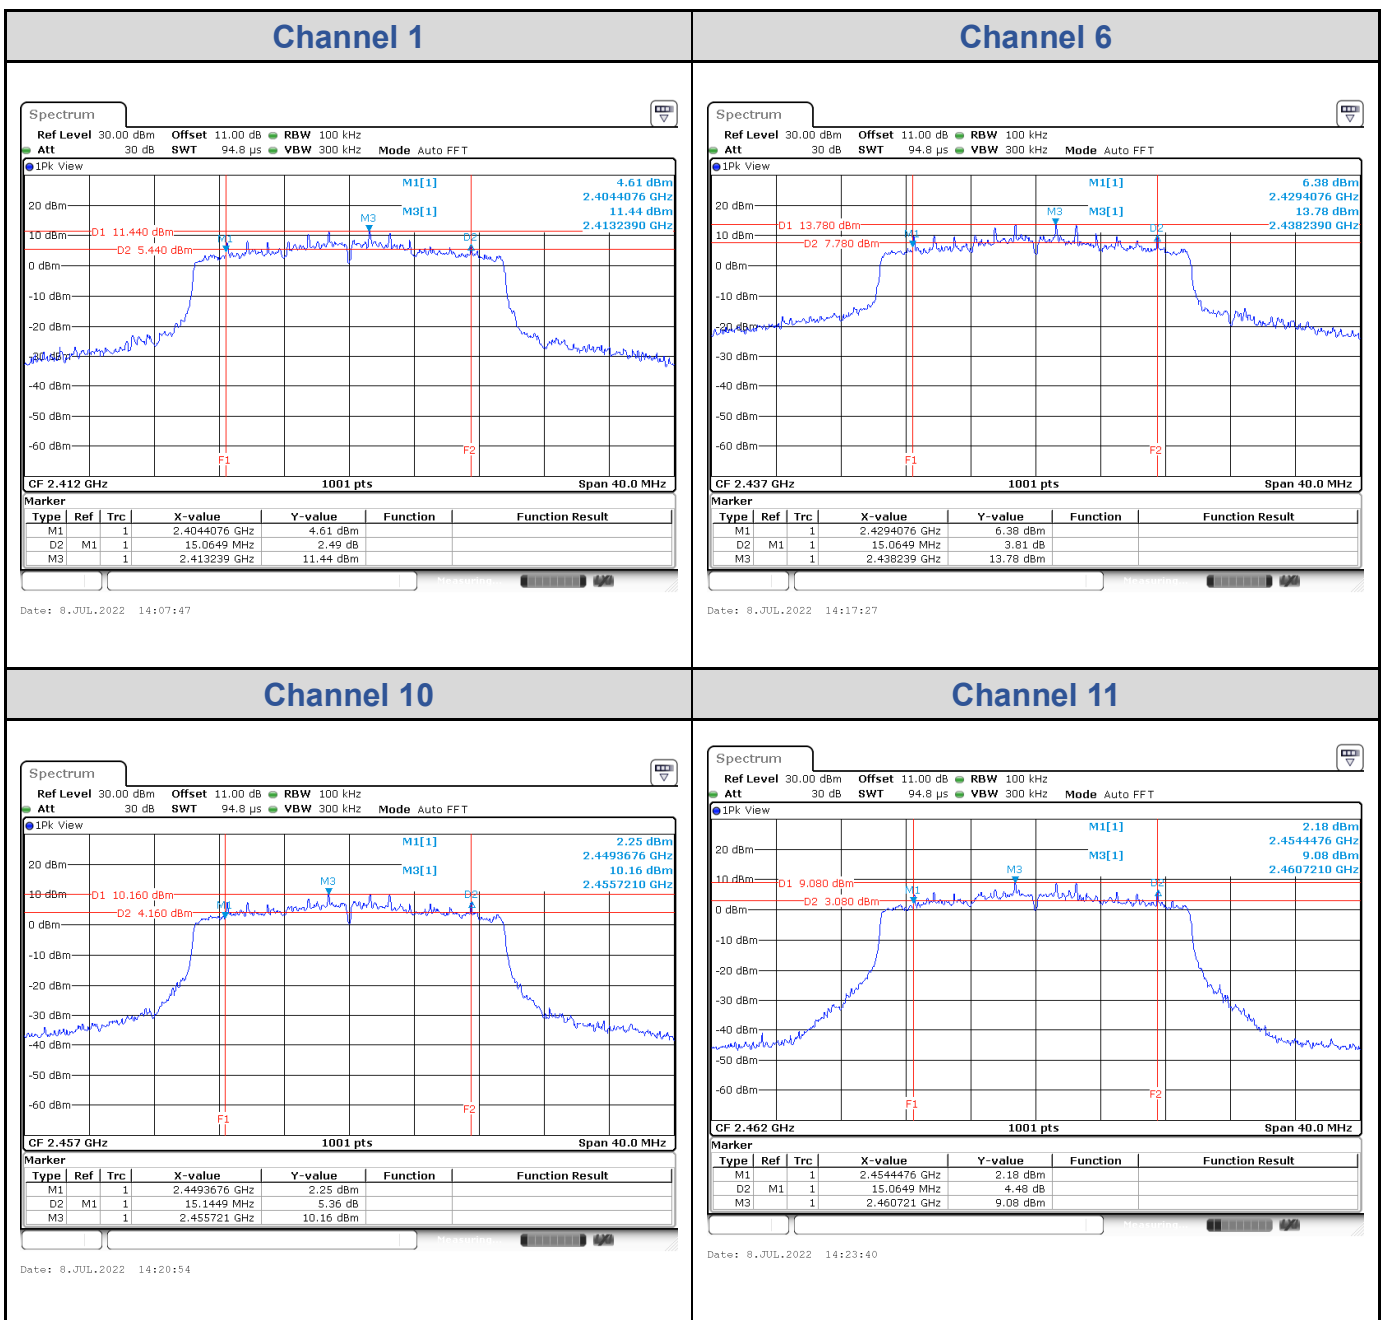 Channel 1
Channel 6
Spectrum
Ref Level 30.00 dBm Offset 11.00 dB RBW 100 kHz
Att 30 dB SWT 94.8 µs VBW 300 kHz Mode Auto FFT
1Pk View
M1[1] 4.61 dBm
2.4044076 GHz
M3[1] 11.44 dBm
2.4132390 GHz
20 dBm
10 dBm
0 dBm
-10 dBm
-20 dBm
-30 dBm
-40 dBm
-50 dBm
-60 dBm
D1 11.440 dBm
D2 5.440 dBm
M1
M3
D2
F1
F2
CF 2.412 GHz 1001 pts Span 40.0 MHz
Marker
Type Ref Trc X-value Y-value Function Function Result
M1 1 2.4044076 GHz 4.61 dBm
D2 M1 1 15.0649 MHz 2.49 dB
M3 1 2.413239 GHz 11.44 dBm
Measuring...
Date: 8.JUL.2022 14:07:47
Spectrum
Ref Level 30.00 dBm Offset 11.00 dB RBW 100 kHz
Att 30 dB SWT 94.8 µs VBW 300 kHz Mode Auto FFT
1Pk View
M1[1] 6.38 dBm
2.4294076 GHz
M3[1] 13.78 dBm
2.4382390 GHz
20 dBm
10 dBm
0 dBm
-10 dBm
-20 dBm
-30 dBm
-40 dBm
-50 dBm
-60 dBm
D1 13.780 dBm
D2 7.780 dBm
M1
M3
D2
F1
F2
CF 2.437 GHz 1001 pts Span 40.0 MHz
Marker
Type Ref Trc X-value Y-value Function Function Result
M1 1 2.4294076 GHz 6.38 dBm
D2 M1 1 15.0649 MHz 3.81 dB
M3 1 2.438239 GHz 13.78 dBm
Measuring...
Date: 8.JUL.2022 14:17:27
Channel 10
Channel 11
Spectrum
Ref Level 30.00 dBm Offset 11.00 dB RBW 100 kHz
Att 30 dB SWT 94.8 µs VBW 300 kHz Mode Auto FFT
1Pk View
M1[1] 2.25 dBm
2.4493676 GHz
M3[1] 10.16 dBm
2.4557210 GHz
20 dBm
10 dBm
0 dBm
-10 dBm
-20 dBm
-30 dBm
-40 dBm
-50 dBm
-60 dBm
D1 10.160 dBm
D2 4.160 dBm
M1
M3
D2
F1
F2
CF 2.457 GHz 1001 pts Span 40.0 MHz
Marker
Type Ref Trc X-value Y-value Function Function Result
M1 1 2.4493676 GHz 2.25 dBm
D2 M1 1 15.1449 MHz 5.36 dB
M3 1 2.455721 GHz 10.16 dBm
Measuring...
Date: 8.JUL.2022 14:20:54
Spectrum
Ref Level 30.00 dBm Offset 11.00 dB RBW 100 kHz
Att 30 dB SWT 94.8 µs VBW 300 kHz Mode Auto FFT
1Pk View
M1[1] 2.18 dBm
2.4544476 GHz
M3[1] 9.08 dBm
2.4607210 GHz
20 dBm
10 dBm
0 dBm
-10 dBm
-20 dBm
-30 dBm
-40 dBm
-50 dBm
-60 dBm
D1 9.080 dBm
D2 3.080 dBm
M1
M3
D2
F1
F2
CF 2.462 GHz 1001 pts Span 40.0 MHz
Marker
Type Ref Trc X-value Y-value Function Function Result
M1 1 2.4544476 GHz 2.18 dBm
D2 M1 1 15.0649 MHz 4.48 dB
M3 1 2.460721 GHz 9.08 dBm
Measuring...
Date: 8.JUL.2022 14:23:40